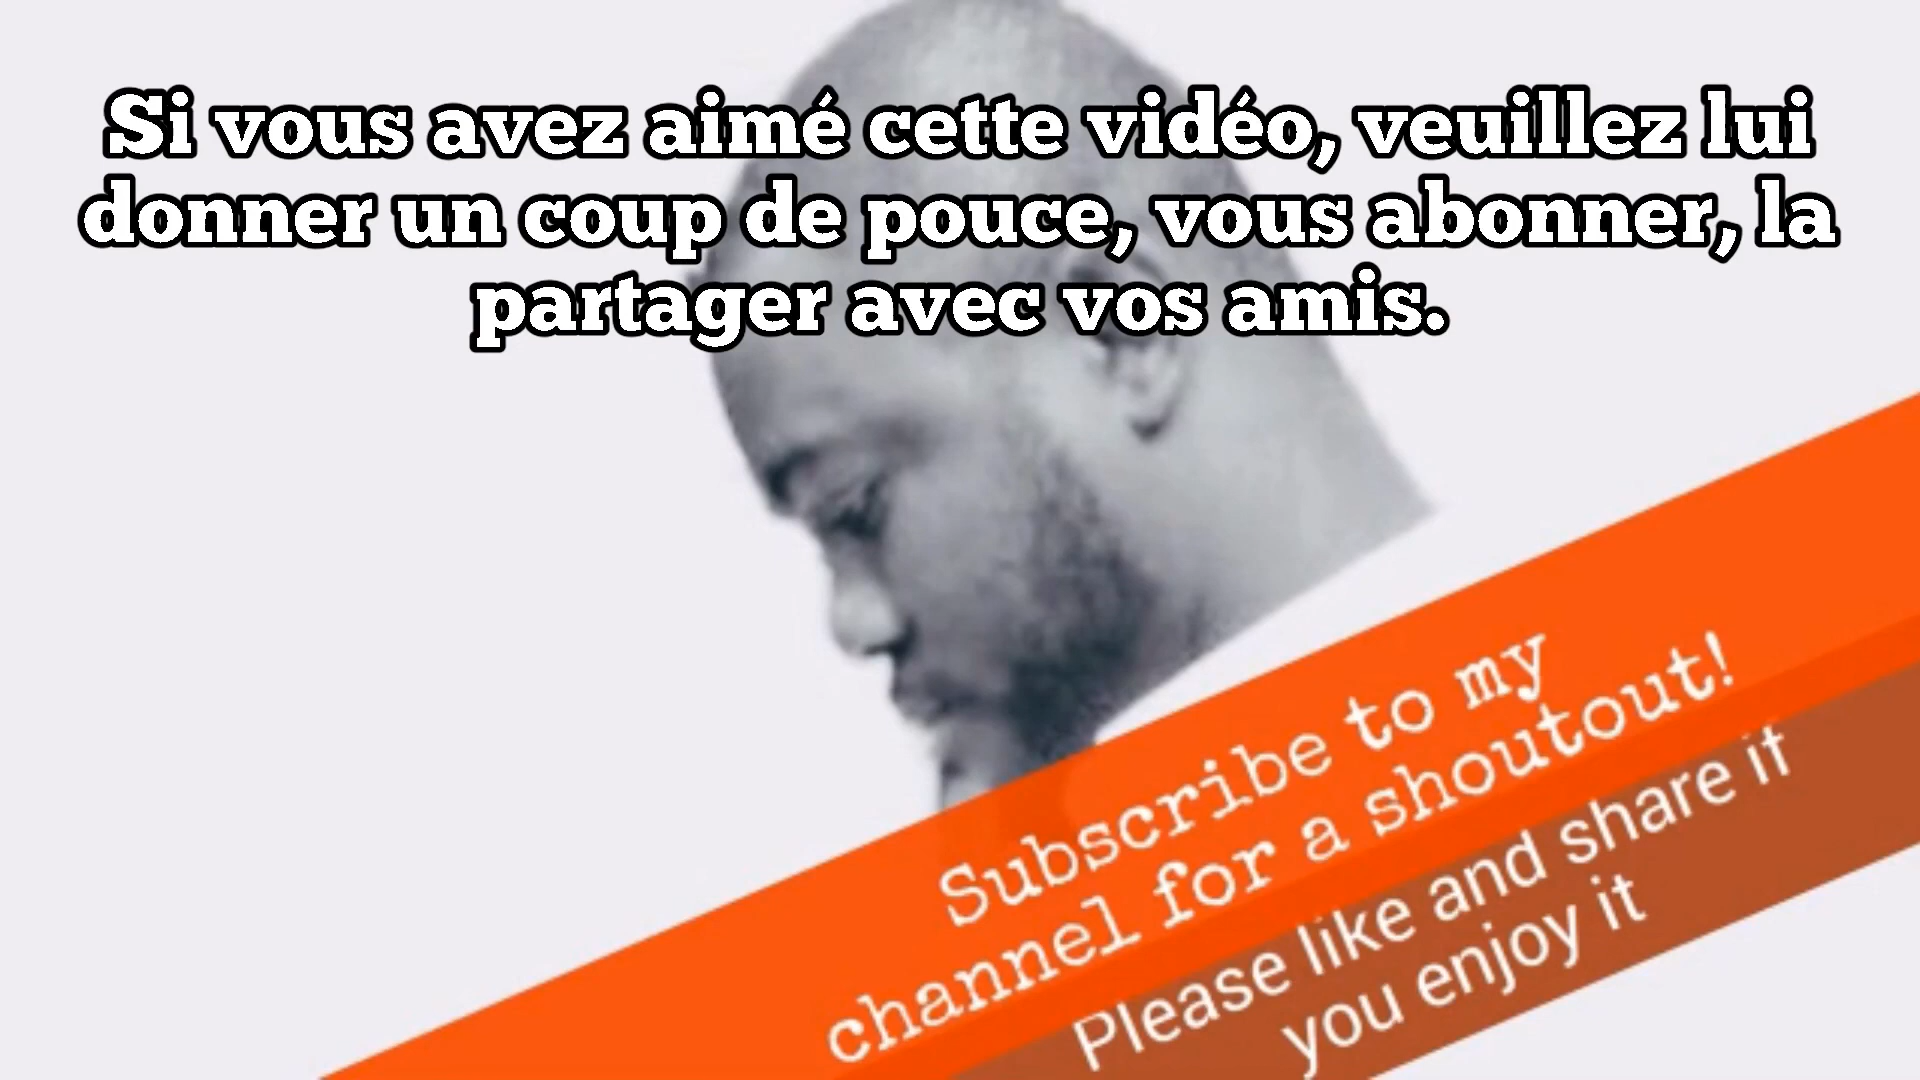 Si vous avez aimé cette vidéo, veuillez lui
donner un coup de pouce, vous abonner, la
partager avec vos amis.
Subscribe to my
channel for a shoutout!
Please like and share it
you enjoy it